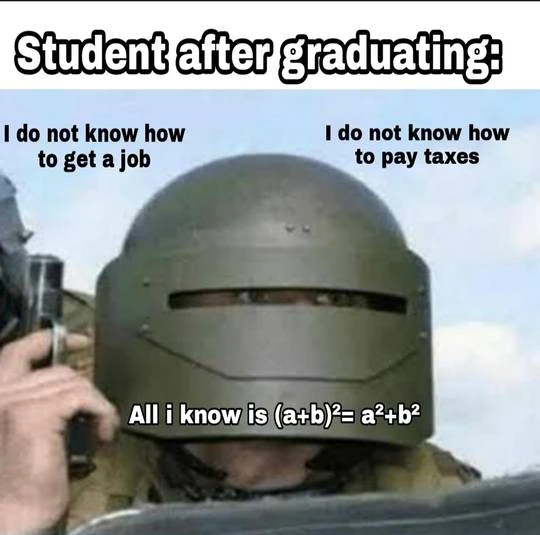 Student after graduating:
I do not know how
to get a job
I do not know how
to pay taxes
All i know is (a+b)²= a²+b²